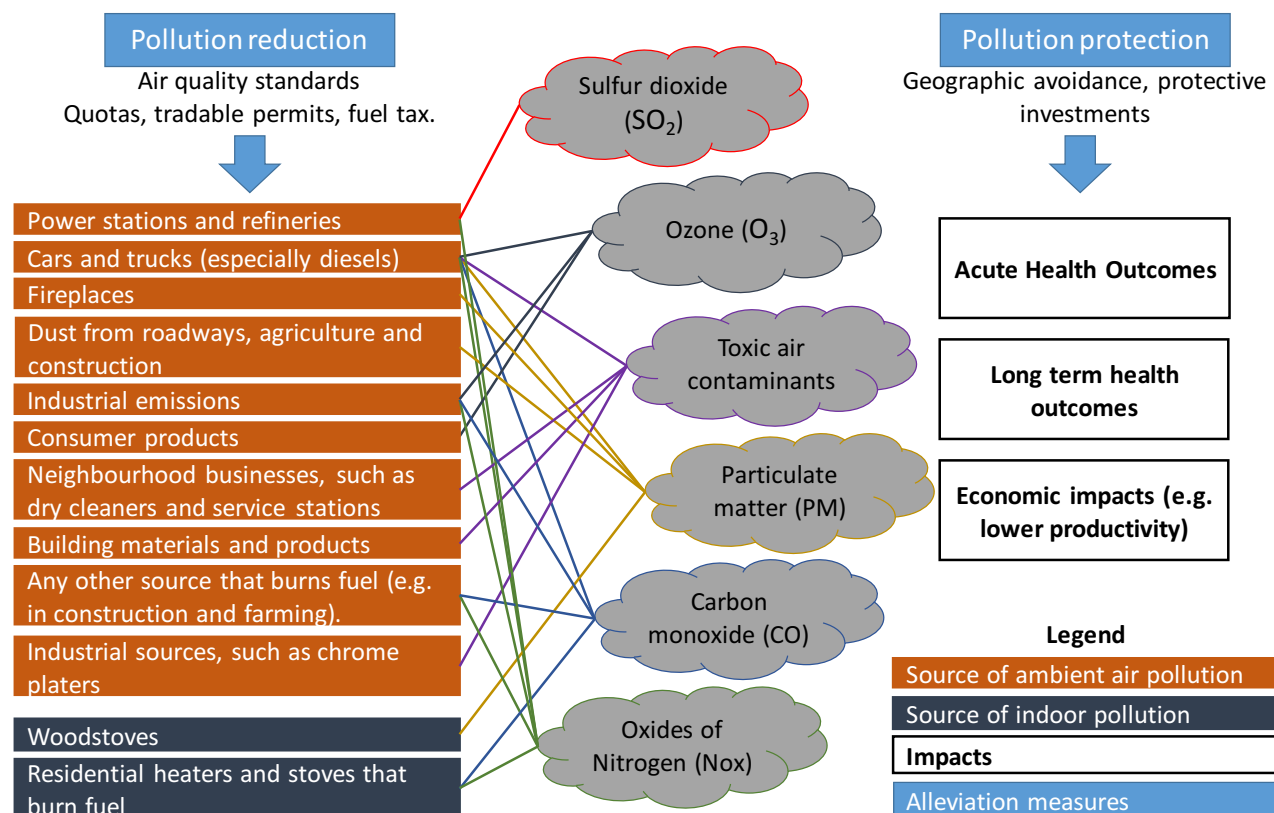 Pollution reduction
Air quality standards
Quotas, tradable permits, fuel tax.
Power stations and refineries
Cars and trucks (especially diesels)
Fireplaces
Dust from roadways, agriculture and
construction
Industrial emissions
Consumer products
Neighbourhood businesses, such as
dry cleaners and service stations
Building materials and products
Any other source that burns fuel (e.g.
in construction and farming).
Industrial sources, such as chrome
platers
Woodstoves
Residential heaters and stoves that
burn fuel
Sulfur dioxide
(SO₂)
Ozone (O₃)
Toxic air
contaminants
Particulate
matter (PM)
Carbon
monoxide (CO)
Oxides of
Nitrogen (Nox)
Pollution protection
Geographic avoidance, protective
investments
Acute Health Outcomes
Long term health
outcomes
Economic impacts (e.g.
lower productivity)
Legend
Source of ambient air pollution
Source of indoor pollution
Impacts
Alleviation measures